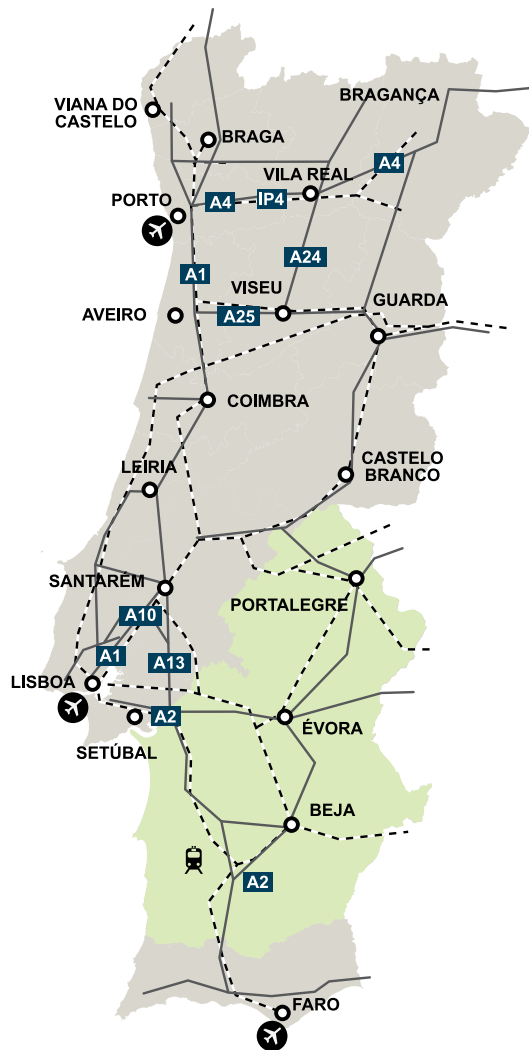 BRAGANÇA
VIANA DO
CASTELO
BRAGA
A4
VILA REAL
IP4
A4
PORTO
A24
A1
VISEU
GUARDA
AVEIRO
A25
COIMBRA
CASTELO
BRANCO
LEIRIA
SANTARÉM
PORTALEGRE
A10
A1
A13
LISBOA
A2
ÉVORA
SETÚBAL
BEJA
A2
FARO